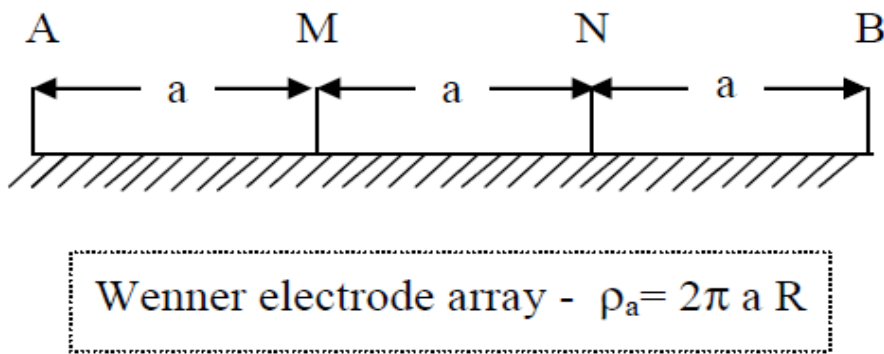 A M N B
a a a
Wenner electrode array - ρₐ= 2π a R